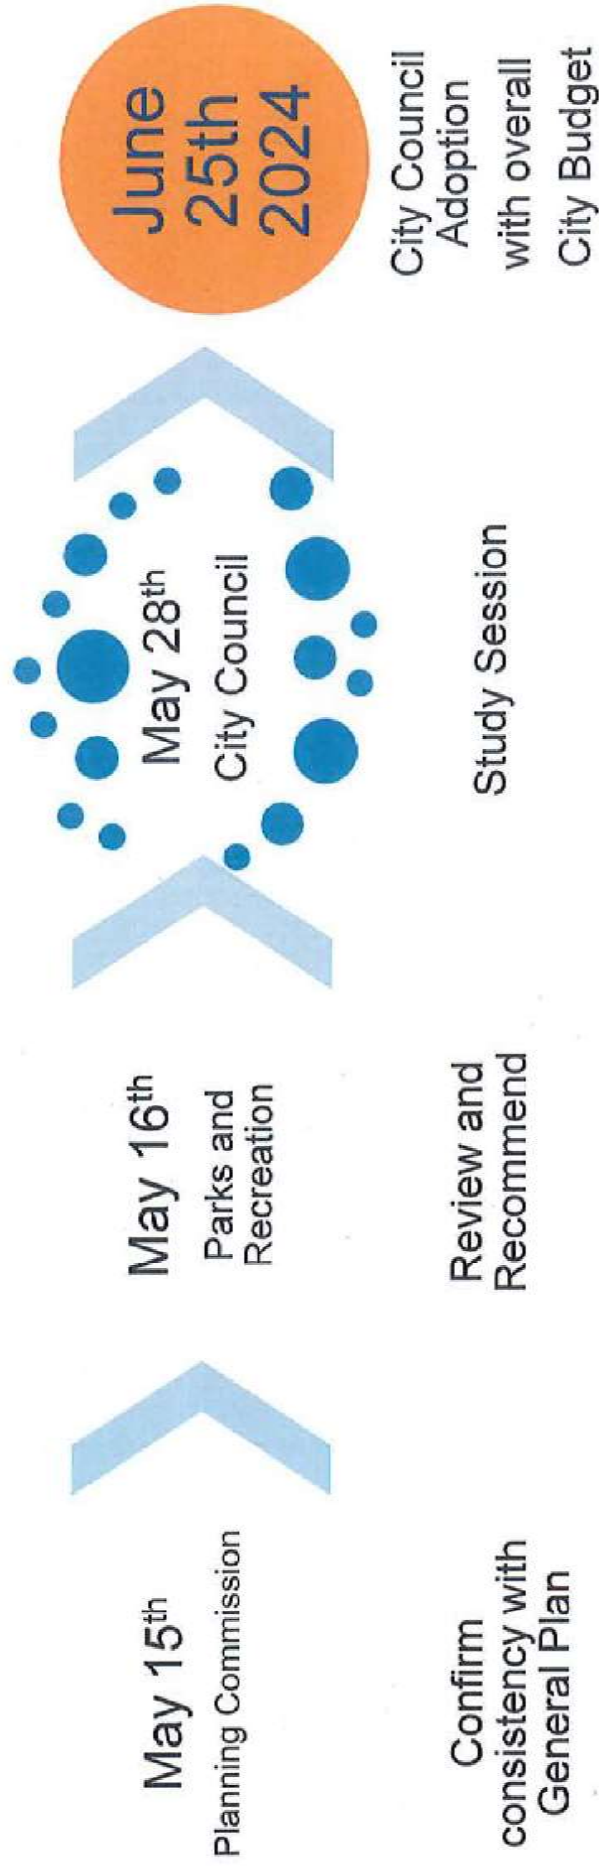 May 15th
Planning Commission
Confirm
consistency with
General Plan
May 16th
Parks and
Recreation
Review and
Recommend
May 28th
City Council
Study Session
June
25th
2024
City Council
Adoption
with overall
City Budget